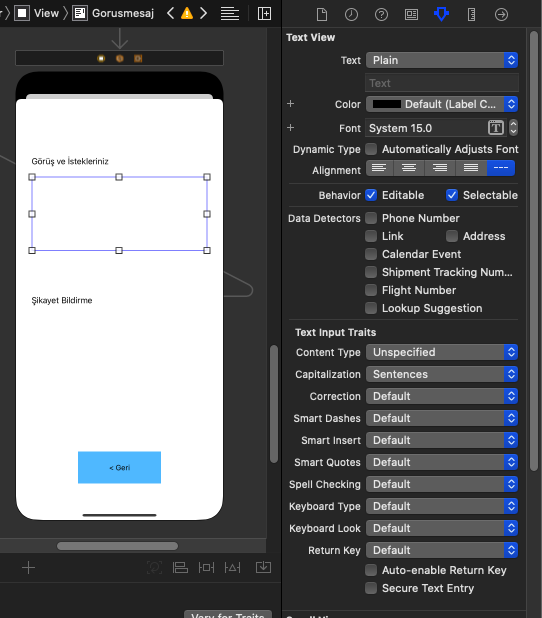 View
Gorusmesaj
Text View
Text Plain
Text
Color Default (Label C...
Font System 15.0
Dynamic Type Automatically Adjusts Font
Alignment
Behavior Editable Selectable
Data Detectors Phone Number
Link Address
Calendar Event
Shipment Tracking Num...
Flight Number
Lookup Suggestion
Text Input Traits
Content Type Unspecified
Capitalization Sentences
Correction Default
Smart Dashes Default
Smart Insert Default
Smart Quotes Default
Spell Checking Default
Keyboard Type Default
Keyboard Look Default
Return Key Default
Auto-enable Return Key
Secure Text Entry
Görüş ve İstekleriniz
Şikayet Bildirme
< Geri